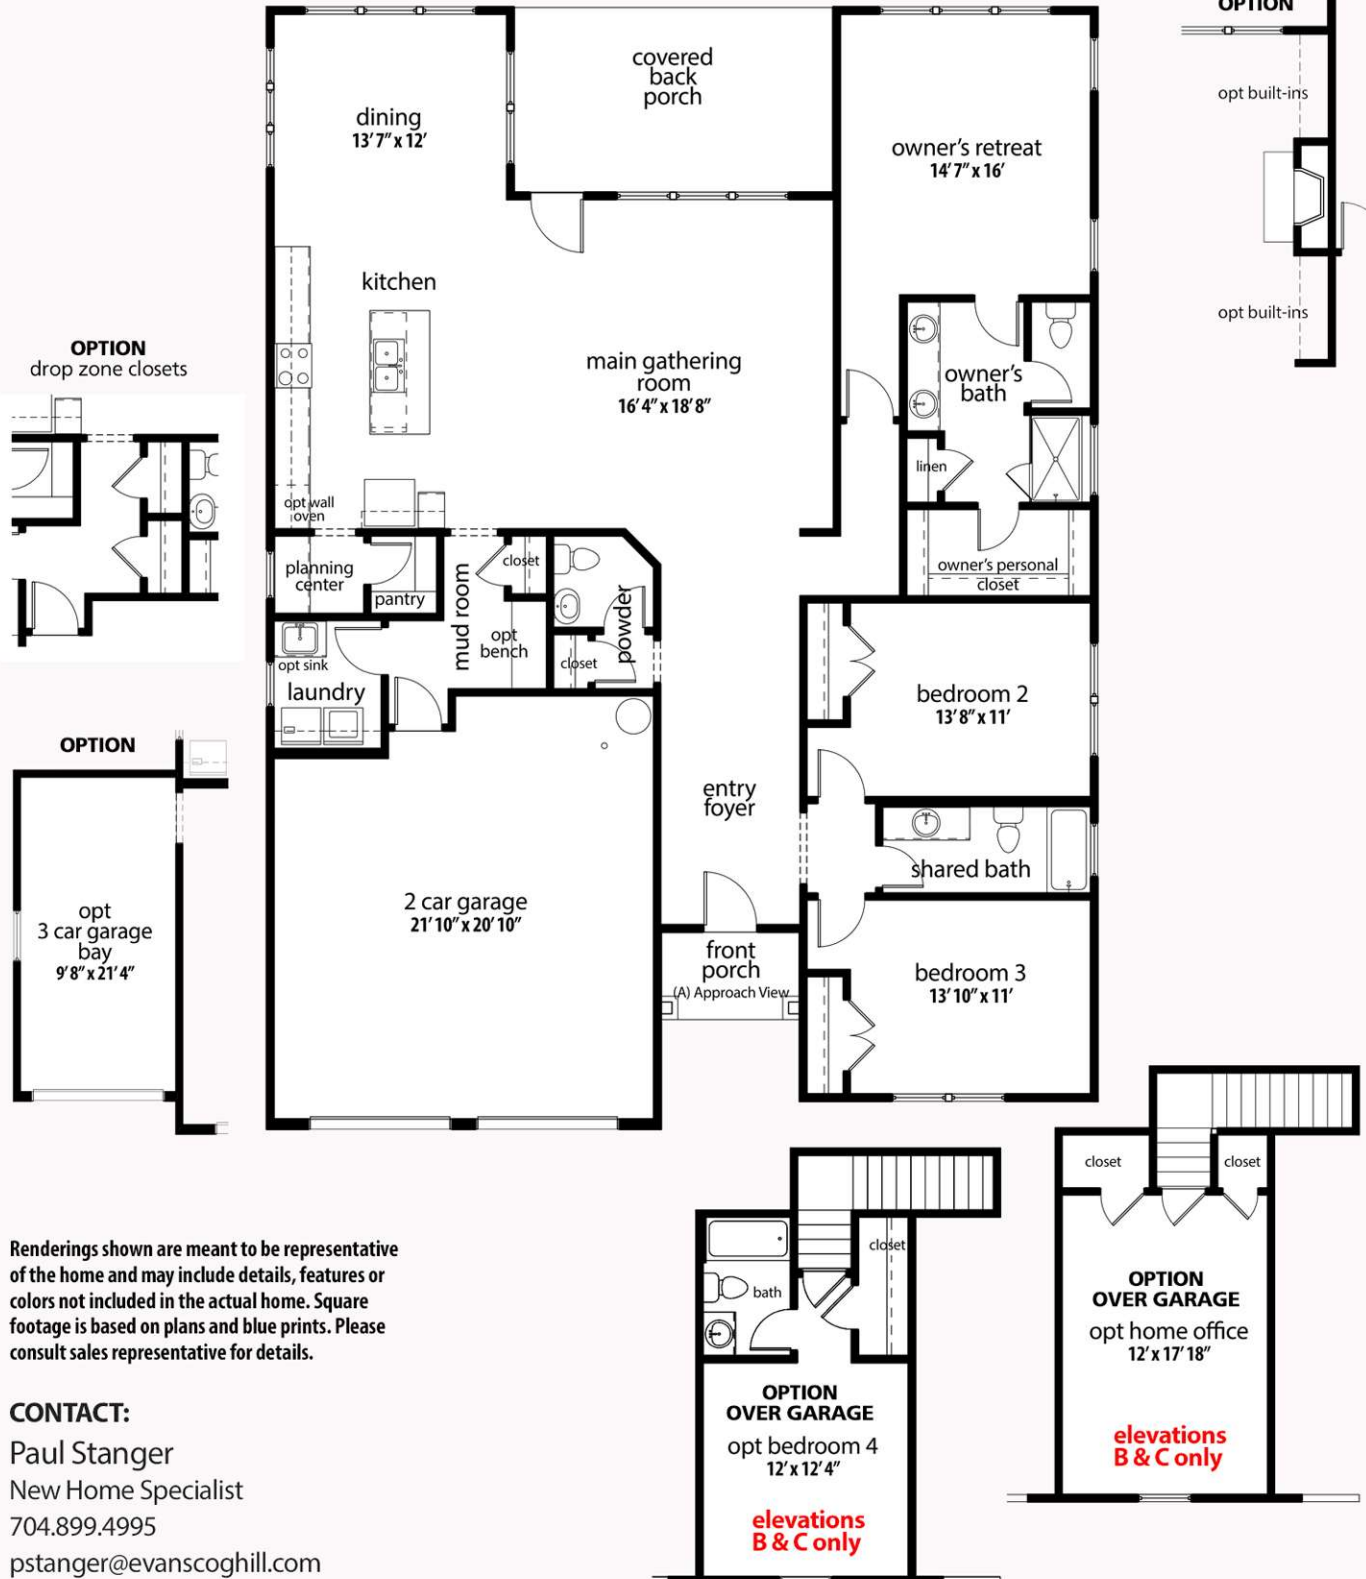 OPTION
opt built-ins
opt built-ins
covered
back
porch
dining
13' 7" x 12'
owner's retreat
14' 7" x 16'
kitchen
main gathering
room
16' 4" x 18' 8"
owner's
bath
linen
owner's personal
closet
OPTION
drop zone closets
opt wall
oven
planning
center
pantry
mud room
closet
opt
bench
powder
closet
opt sink
laundry
bedroom 2
13' 8" x 11'
entry
foyer
shared bath
OPTION
opt
3 car garage
bay
9' 8" x 21' 4"
2 car garage
21' 10" x 20' 10"
front
porch
(A) Approach View
bedroom 3
13' 10" x 11'
closet
closet
OPTION
OVER GARAGE
opt home office
12' x 17' 18"
elevations
B & C only
closet
bath
OPTION
OVER GARAGE
opt bedroom 4
12' x 12' 4"
elevations
B & C only
Renderings shown are meant to be representative
of the home and may include details, features or
colors not included in the actual home. Square
footage is based on plans and blue prints. Please
consult sales representative for details.
CONTACT:
Paul Stanger
New Home Specialist
704.899.4995
pstanger@evanscoghill.com